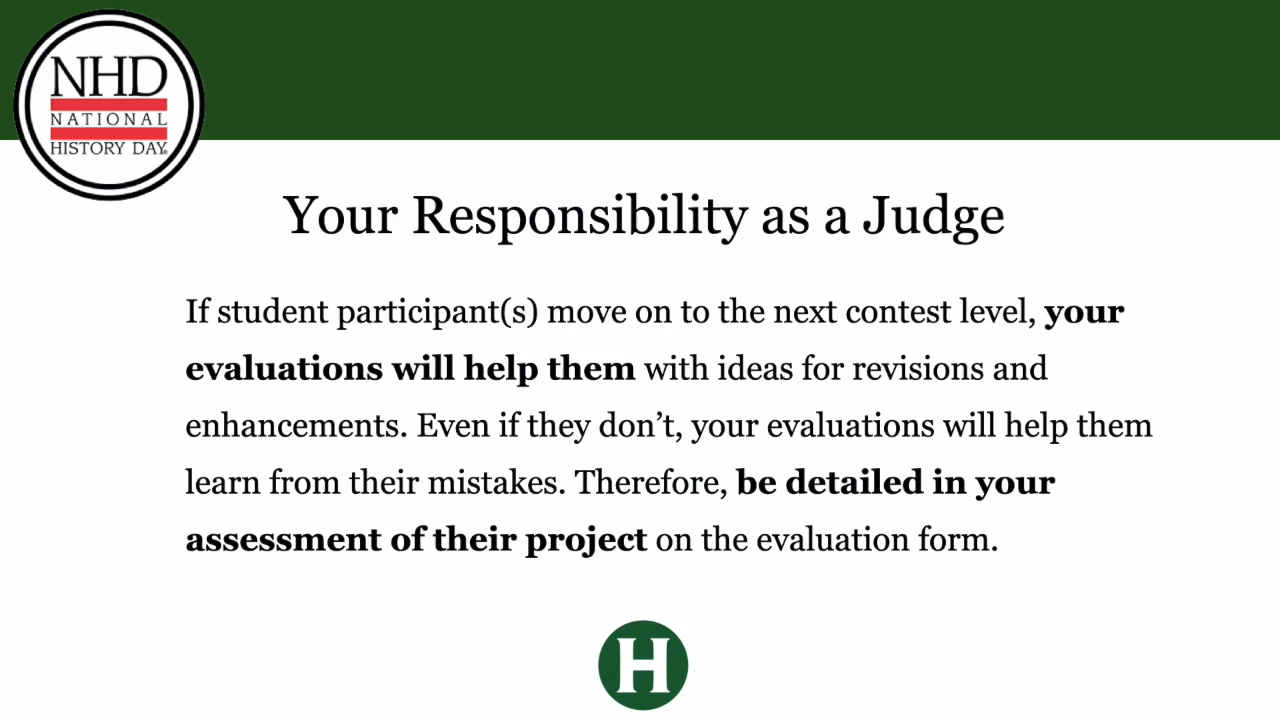 NHD
NATIONAL
HISTORY DAY®
Your Responsibility as a Judge
If student participant(s) move on to the next contest level, your
evaluations will help them with ideas for revisions and
enhancements. Even if they don’t, your evaluations will help them
learn from their mistakes. Therefore, be detailed in your
assessment of their project on the evaluation form.
H